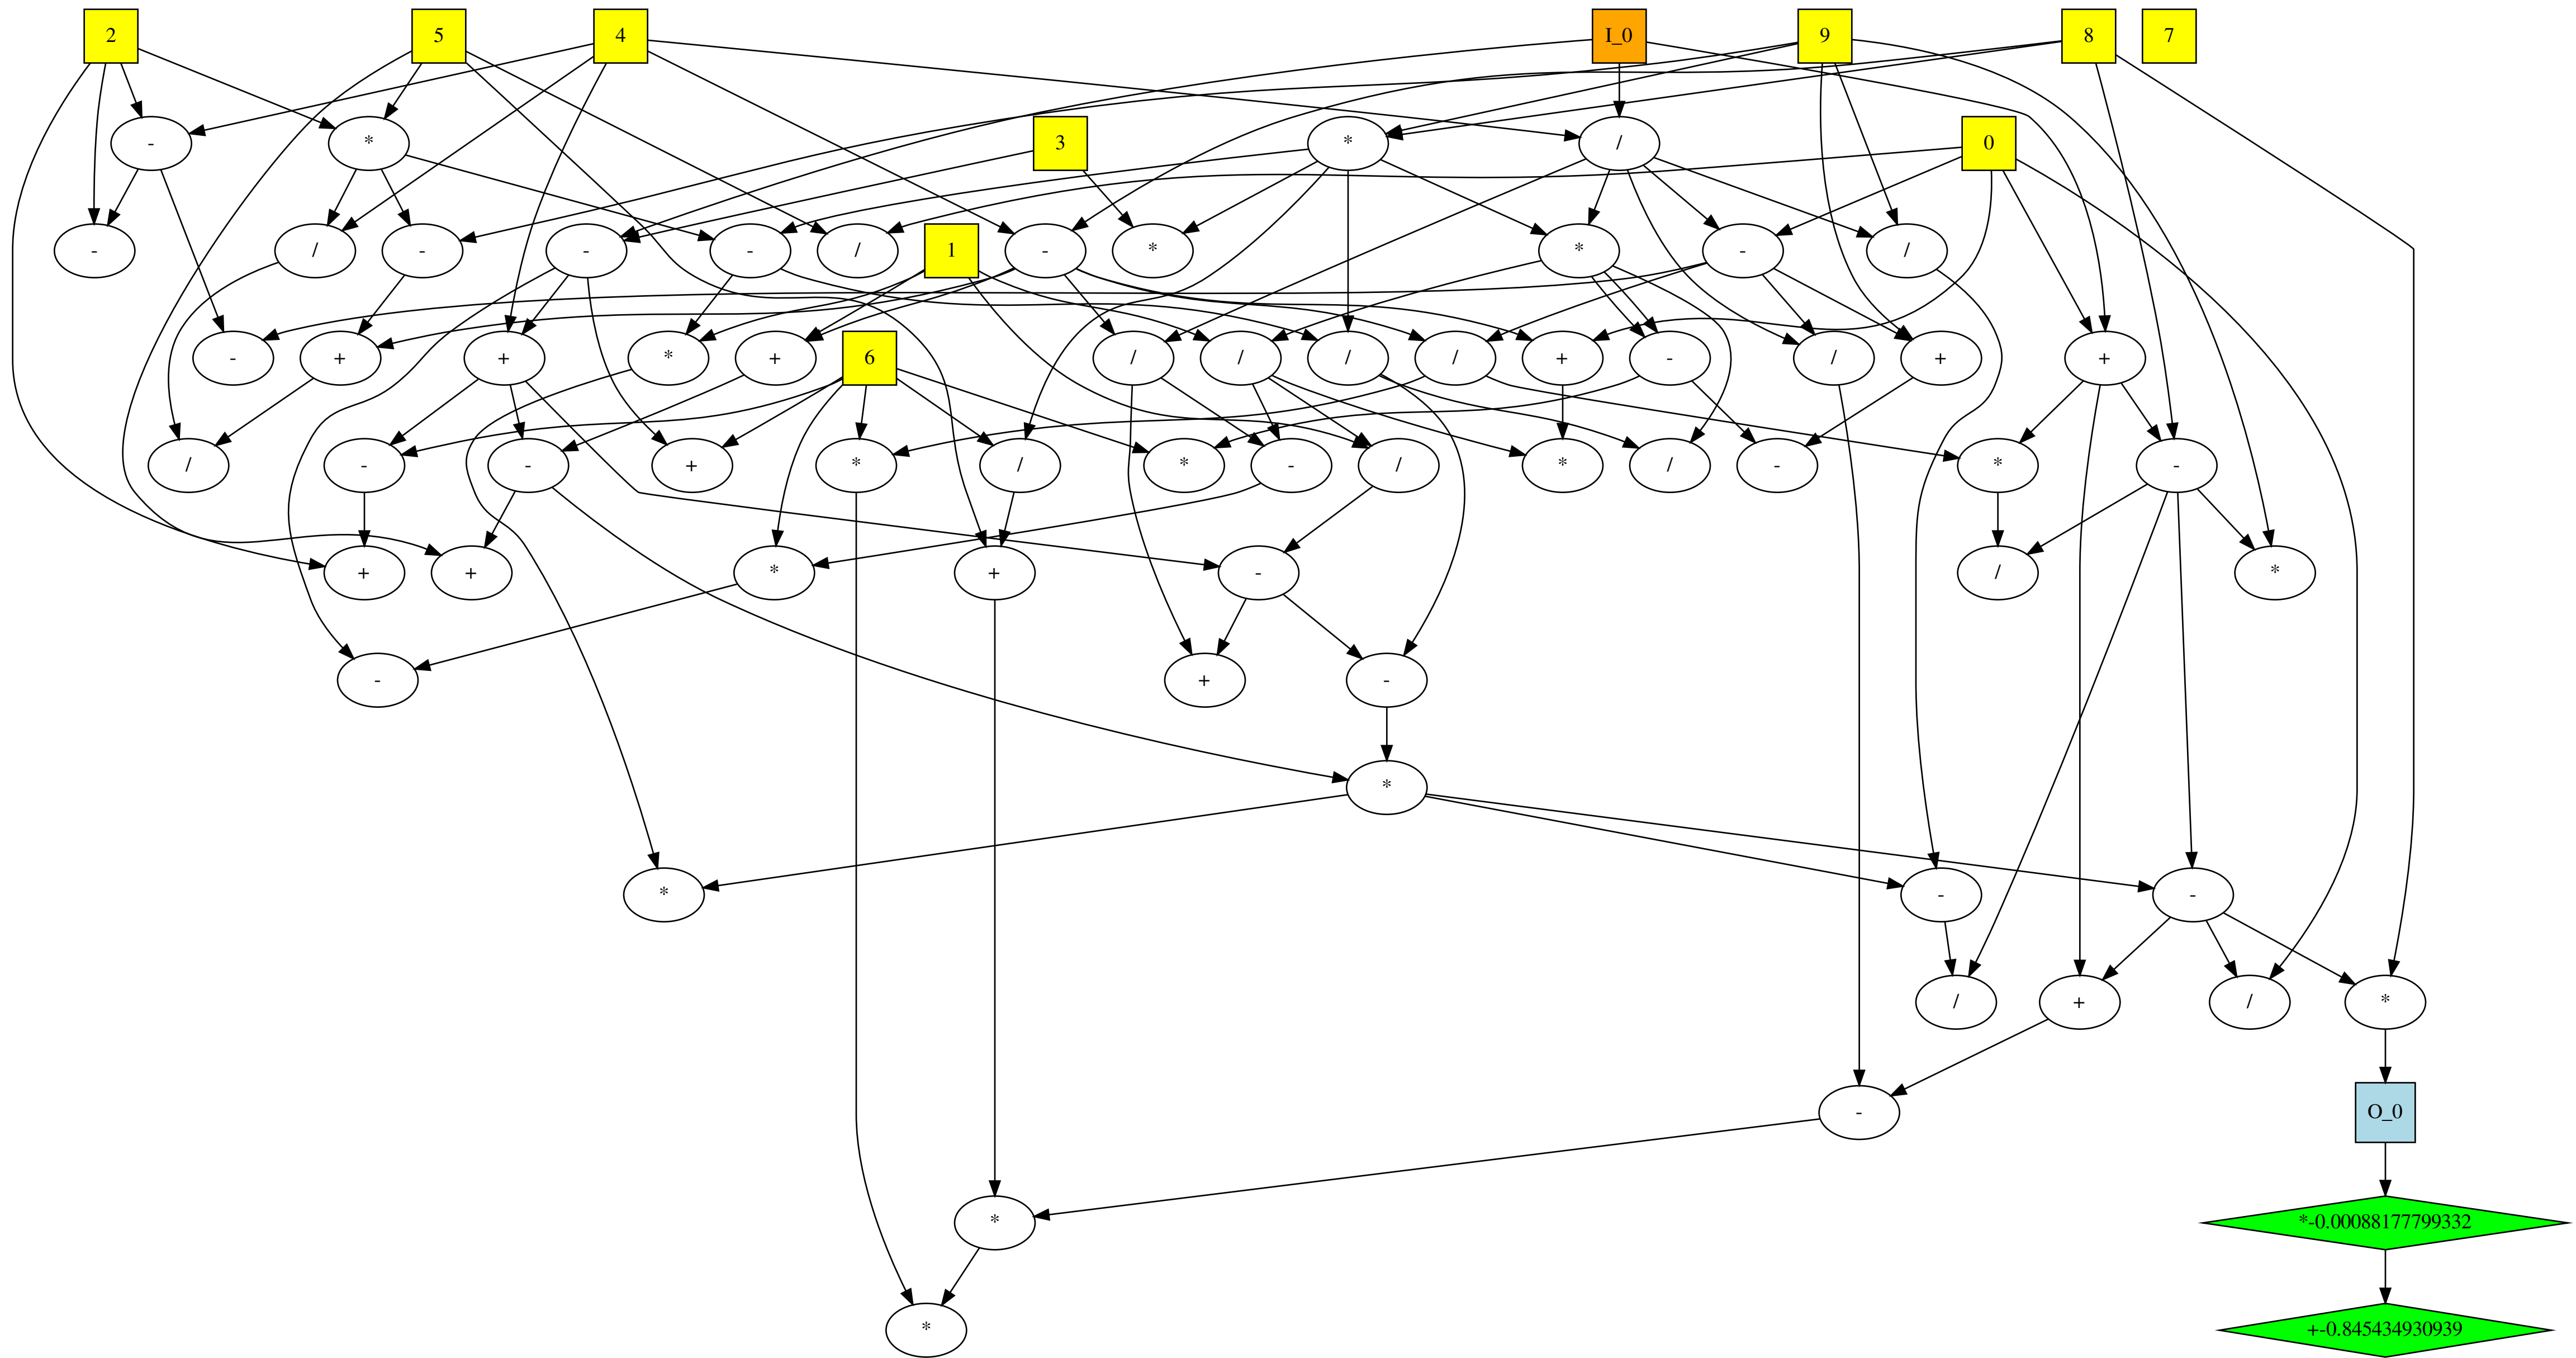 2 5 4 I_0 9 8 7
- * 3 * / 0
- / - - - / 1 - * * - /
- + + * + 6 / / / / + - / + +
/ - - + * / * - / * / - * -
+ + * + - / *
- + -
*
* - -
/ + / *
- O_0
* *-0.00088177799332
* +-0.845434930939